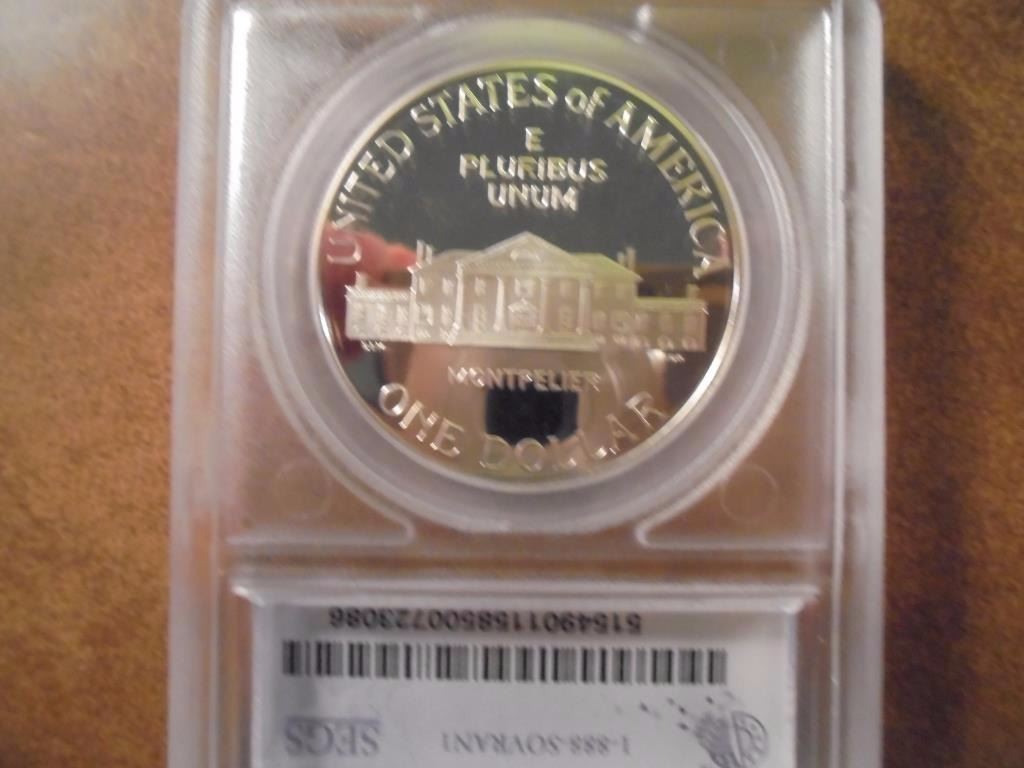 UNITED STATES of AMERICA
E
PLURIBUS
UNUM
MONTPELIER
ONE DOLLAR
5154901158500723086
SEGS
1-888-SOVRAN1